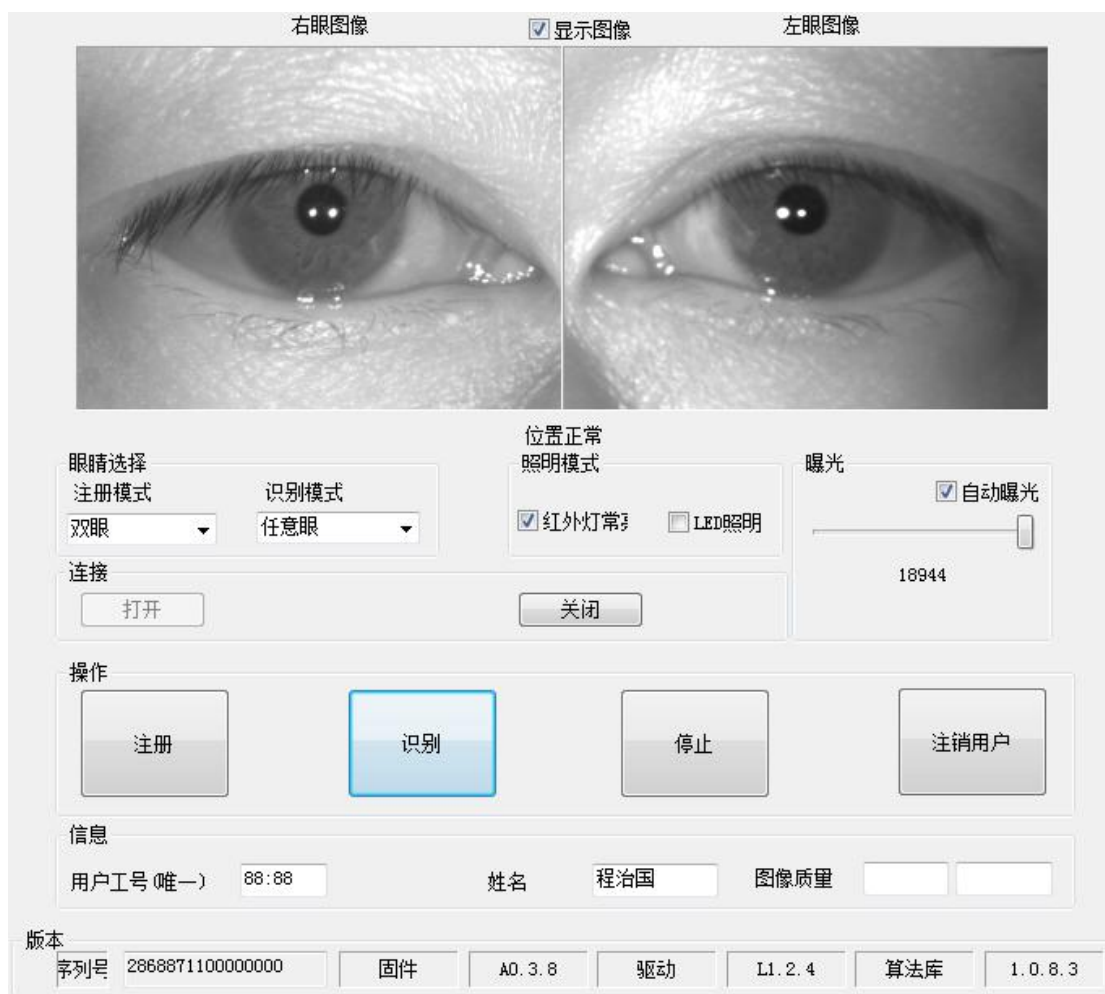 右眼图像 显示图像 左眼图像
位置正常
眼睛选择 照明模式 曝光
注册模式 识别模式 自动曝光
双眼 任意眼 红外灯常亮 LED照明
连接 18944
打开 关闭
操作
注册 识别 停止 注销用户
信息
用户工号(唯一) 88:88 姓名 程治国 图像质量
版本
序列号 2868871100000000 固件 A0.3.8 驱动 L1.2.4 算法库 1.0.8.3